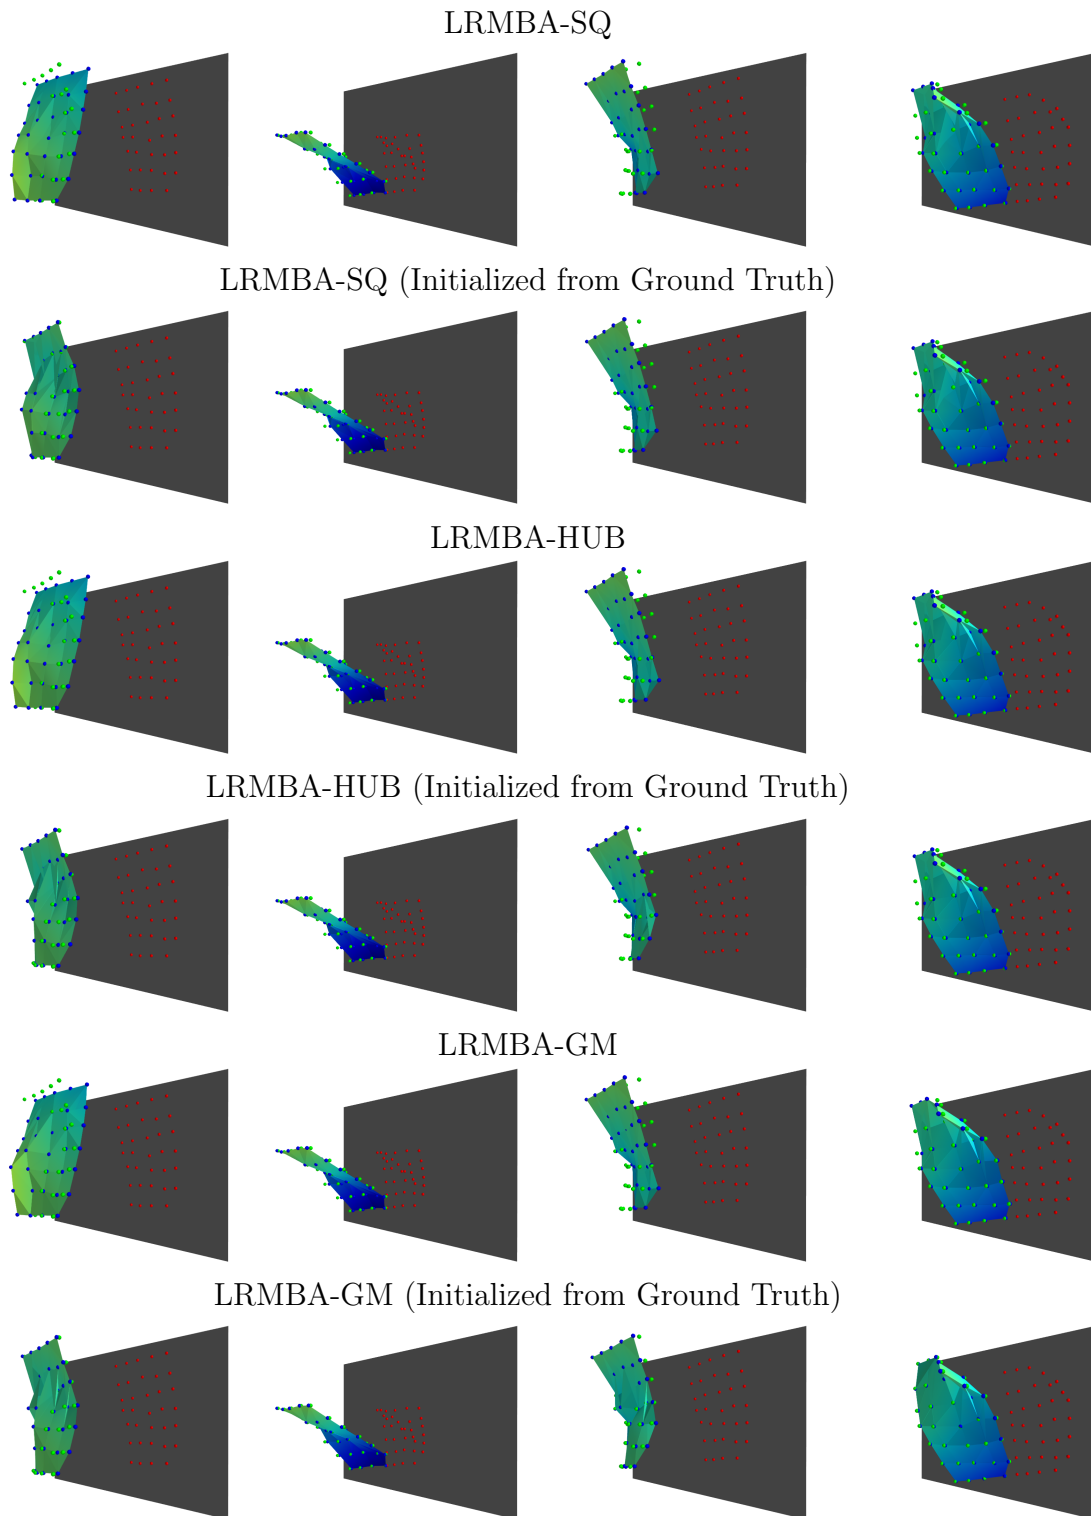 LRMBA-SQ
LRMBA-SQ (Initialized from Ground Truth)
LRMBA-HUB
LRMBA-HUB (Initialized from Ground Truth)
LRMBA-GM
LRMBA-GM (Initialized from Ground Truth)